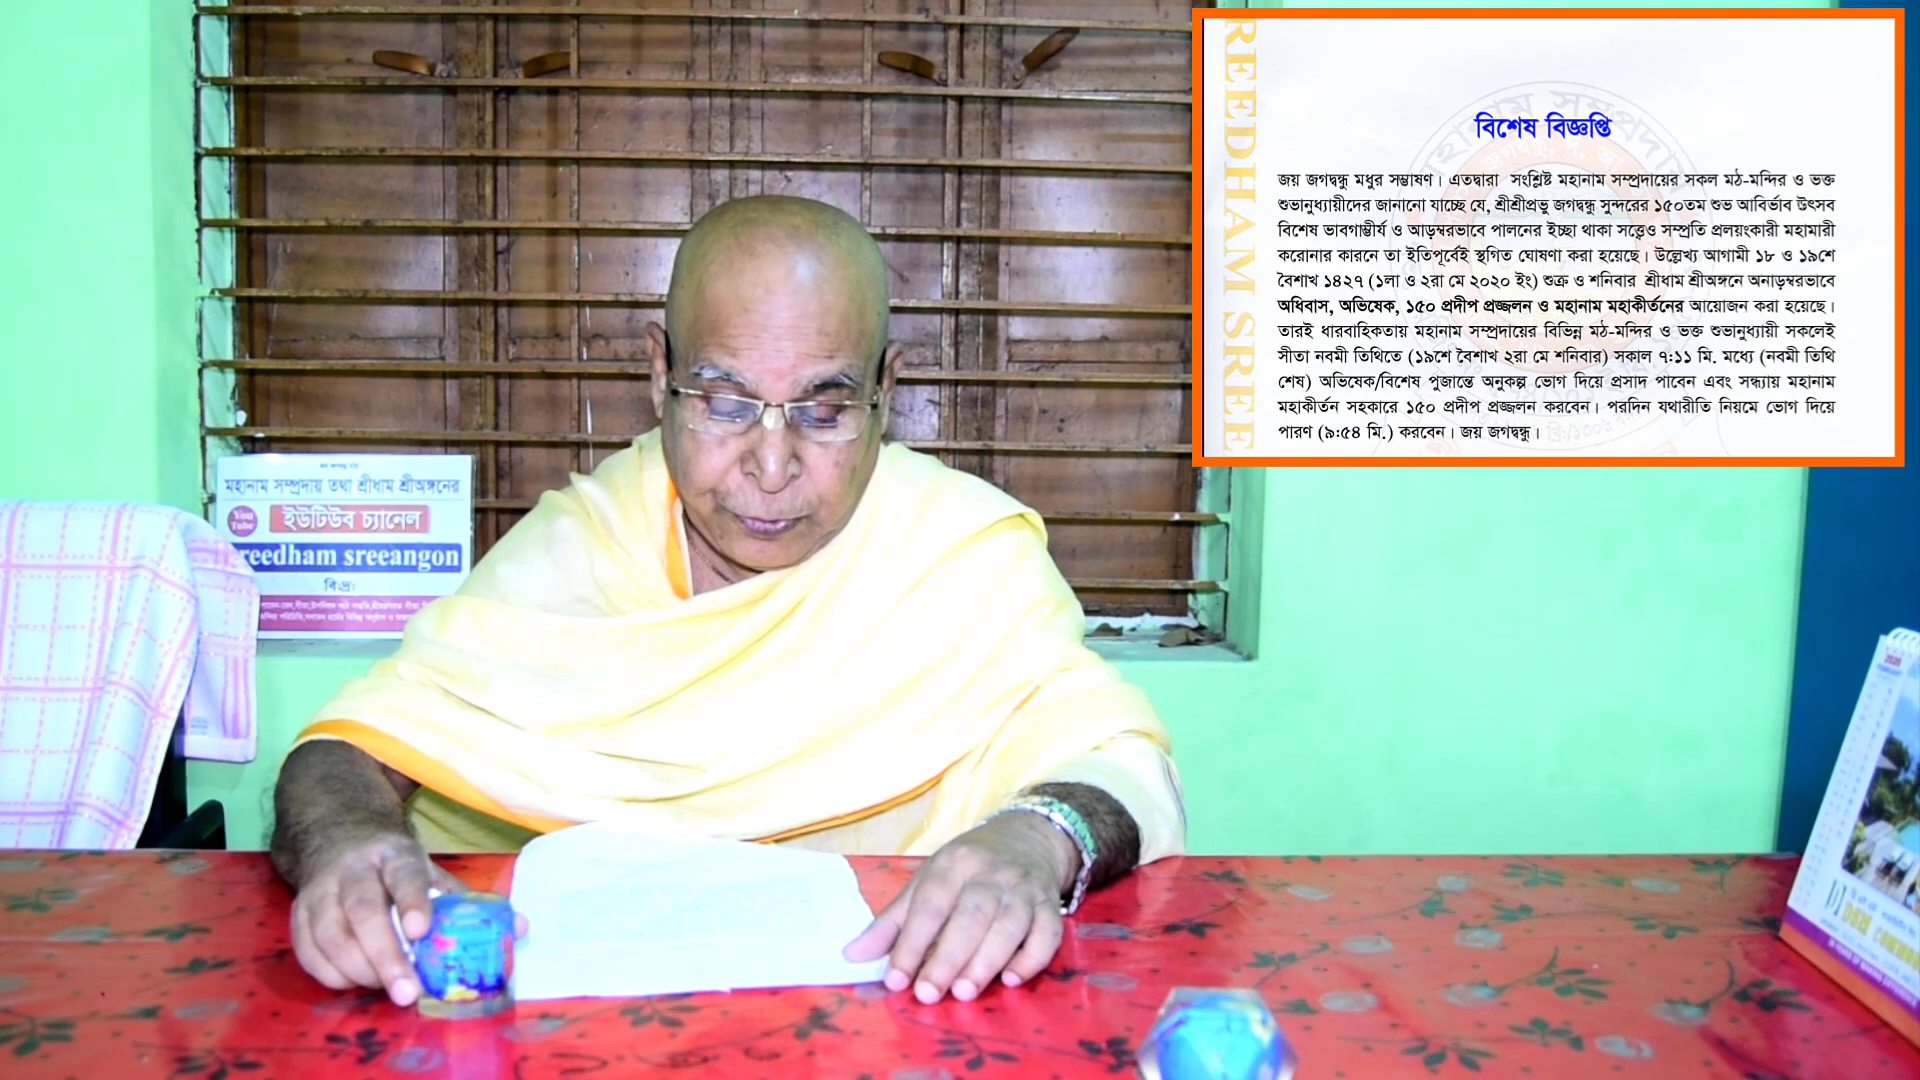 REEDHAM SREE
বিশেষ বিজ্ঞপ্তি
জয় জগদ্বন্ধু মধুর সম্ভাষণ। এতদ্বারা সংশ্লিষ্ট মহানাম সম্প্রদায়ের সকল মঠ-মন্দির ও ভক্ত
শুভানুধ্যায়ীদের জানানো যাচ্ছে যে, শ্রীশ্রীপ্রভু জগদ্বন্ধু সুন্দরের ১৫০তম শুভ আবির্ভাব উৎসব
বিশেষ ভাবগাম্ভীর্য ও আড়ম্বরভাবে পালনের ইচ্ছা থাকা সত্ত্বেও সম্প্রতি প্রলয়ংকারী মহামারী
করোনার কারনে তা ইতিপূর্বেই স্থগিত ঘোষণা করা হয়েছে। উল্লেখ্য আগামী ১৮ ও ১৯শে
বৈশাখ ১৪২৭ (১লা ও ২রা মে ২০২০ ইং) শুক্র ও শনিবার শ্রীধাম শ্রীঅঙ্গনে অনাড়ম্বরভাবে
অধিবাস, অভিষেক, ১৫০ প্রদীপ প্রজ্জলন ও মহানাম মহাকীর্তনের আয়োজন করা হয়েছে।
তারই ধারবাহিকতায় মহানাম সম্প্রদায়ের বিভিন্ন মঠ-মন্দির ও ভক্ত শুভানুধ্যায়ী সকলেই
সীতা নবমী তিথিতে (১৯শে বৈশাখ ২রা মে শনিবার) সকাল ৭:১১ মি. মধ্যে (নবমী তিথি
শেষ) অভিষেক/বিশেষ পুজান্তে অনুকল্প ভোগ দিয়ে প্রসাদ পাবেন এবং সন্ধ্যায় মহানাম
মহাকীর্তন সহকারে ১৫০ প্রদীপ প্রজ্জলন করবেন। পরদিন যথারীতি নিয়মে ভোগ দিয়ে
পারণ (৯:৫৪ মি.) করবেন। জয় জগদ্বন্ধু।
মহানাম সম্প্রদায় তথা শ্রীধাম শ্রীঅঙ্গনের
You Tube
ইউটিউব চ্যানেল
reedham sreeangon
বি:দ্র:
2020